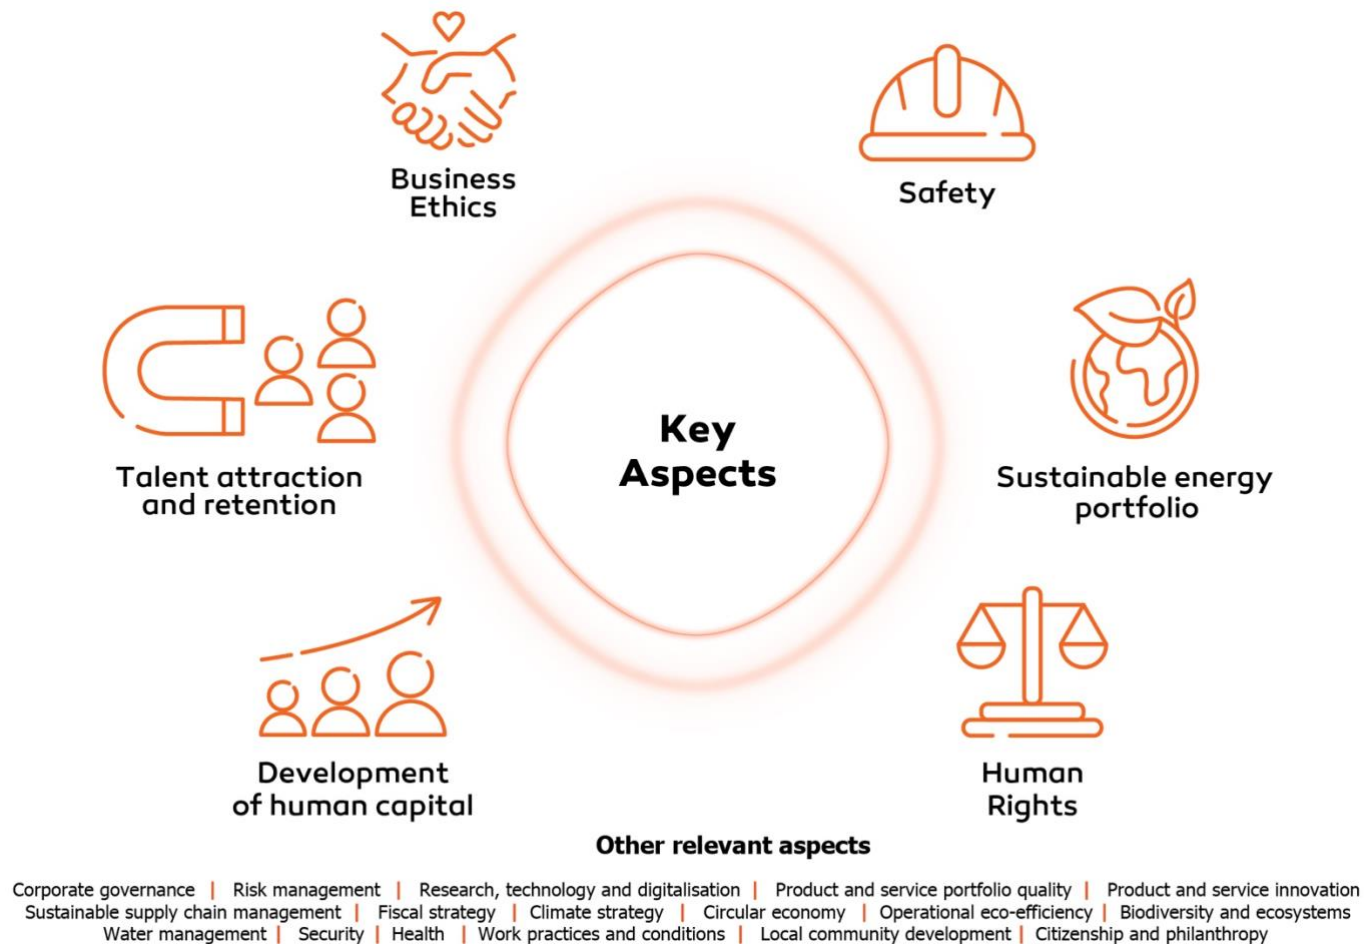 Business
Ethics
Safety
Talent attraction
and retention
Key
Aspects
Sustainable energy
portfolio
Development
of human capital
Human
Rights
Other relevant aspects
Corporate governance | Risk management | Research, technology and digitalisation | Product and service portfolio quality | Product and service innovation
Sustainable supply chain management | Fiscal strategy | Climate strategy | Circular economy | Operational eco-efficiency | Biodiversity and ecosystems
Water management | Security | Health | Work practices and conditions | Local community development | Citizenship and philanthropy